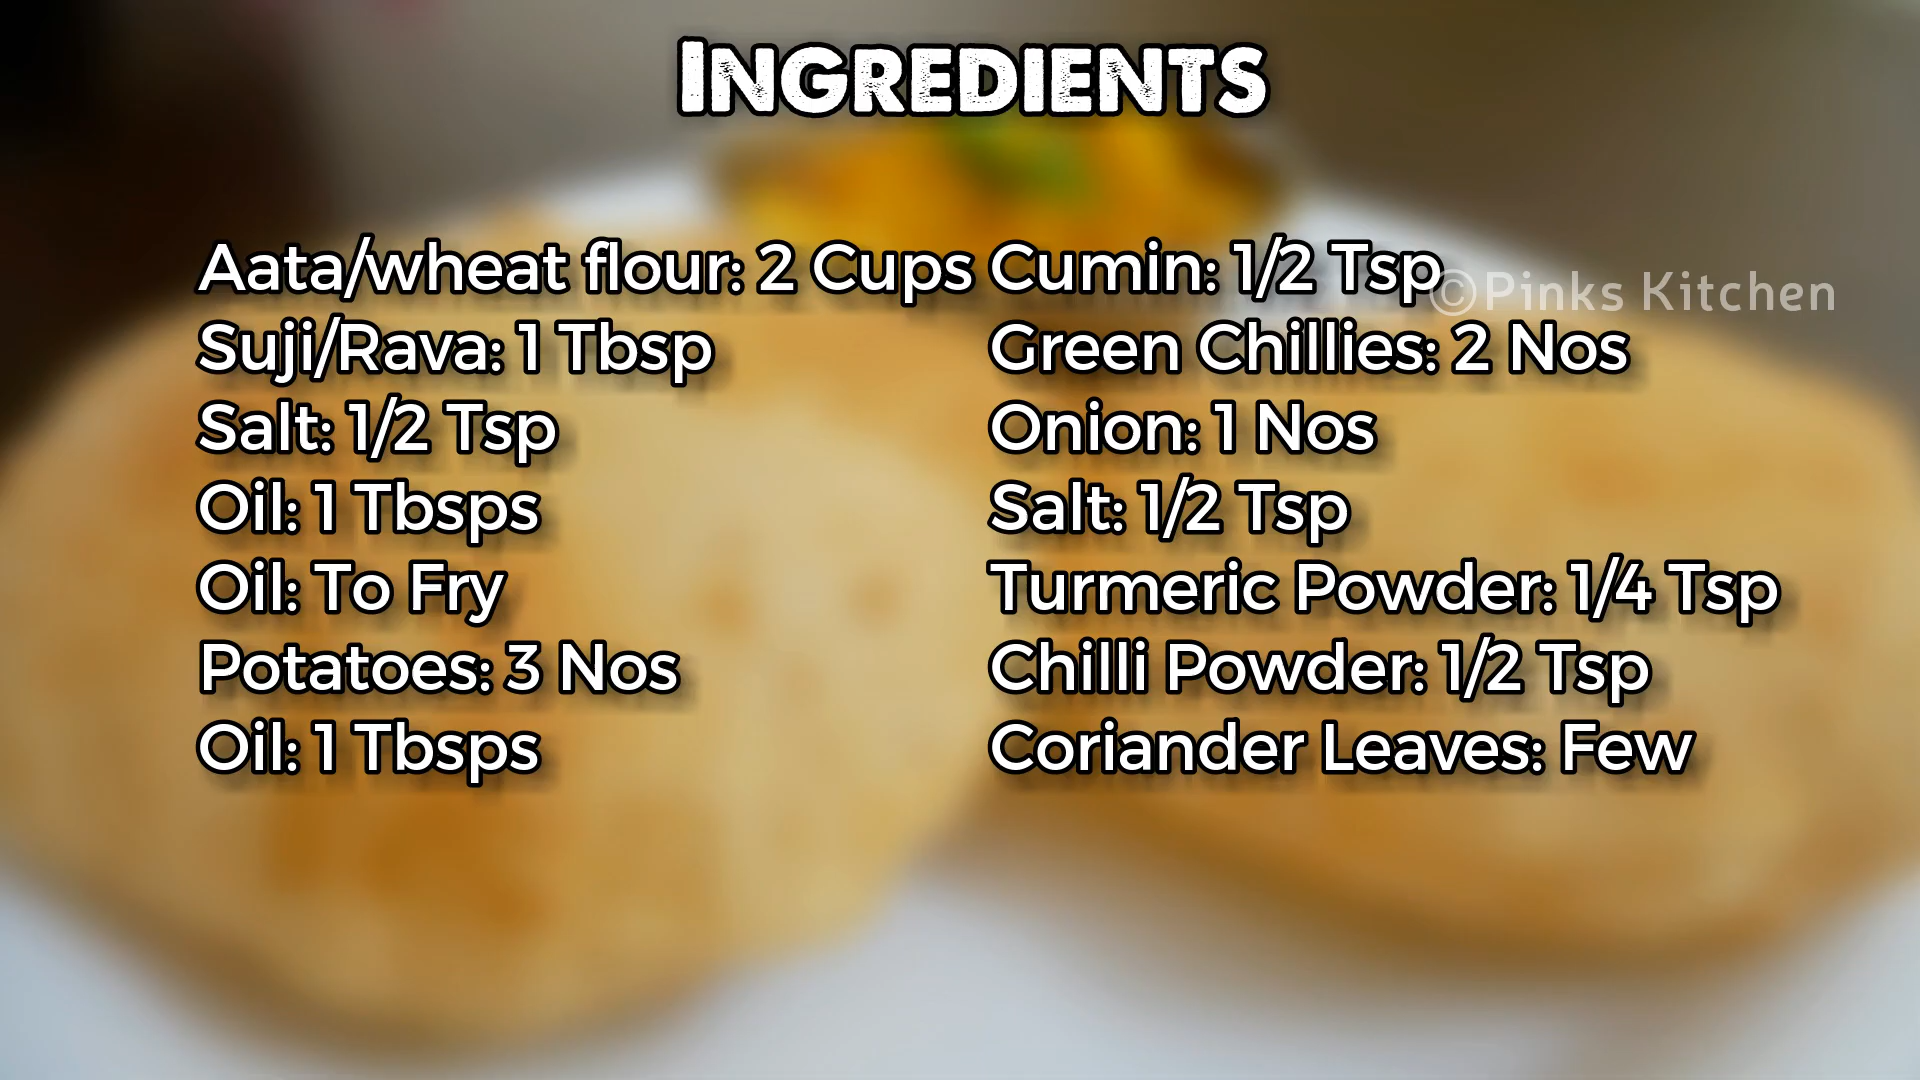 INGREDIENTS
Aata/wheat flour: 2 Cups
Suji/Rava: 1 Tbsp
Salt: 1/2 Tsp
Oil: 1 Tbsps
Oil: To Fry
Potatoes: 3 Nos
Oil: 1 Tbsps
Cumin: 1/2 Tsp
Green Chillies: 2 Nos
Onion: 1 Nos
Salt: 1/2 Tsp
Turmeric Powder: 1/4 Tsp
Chilli Powder: 1/2 Tsp
Coriander Leaves: Few
©Pinks Kitchen